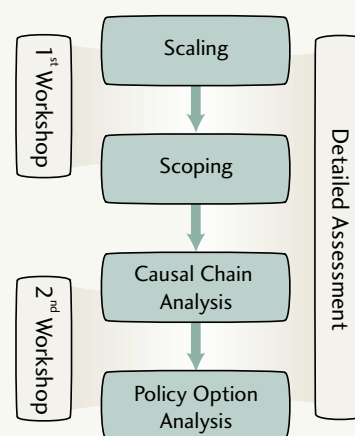 Scaling
1st Workshop
Scoping
Detailed Assessment
Causal Chain
Analysis
2nd Workshop
Policy Option
Analysis